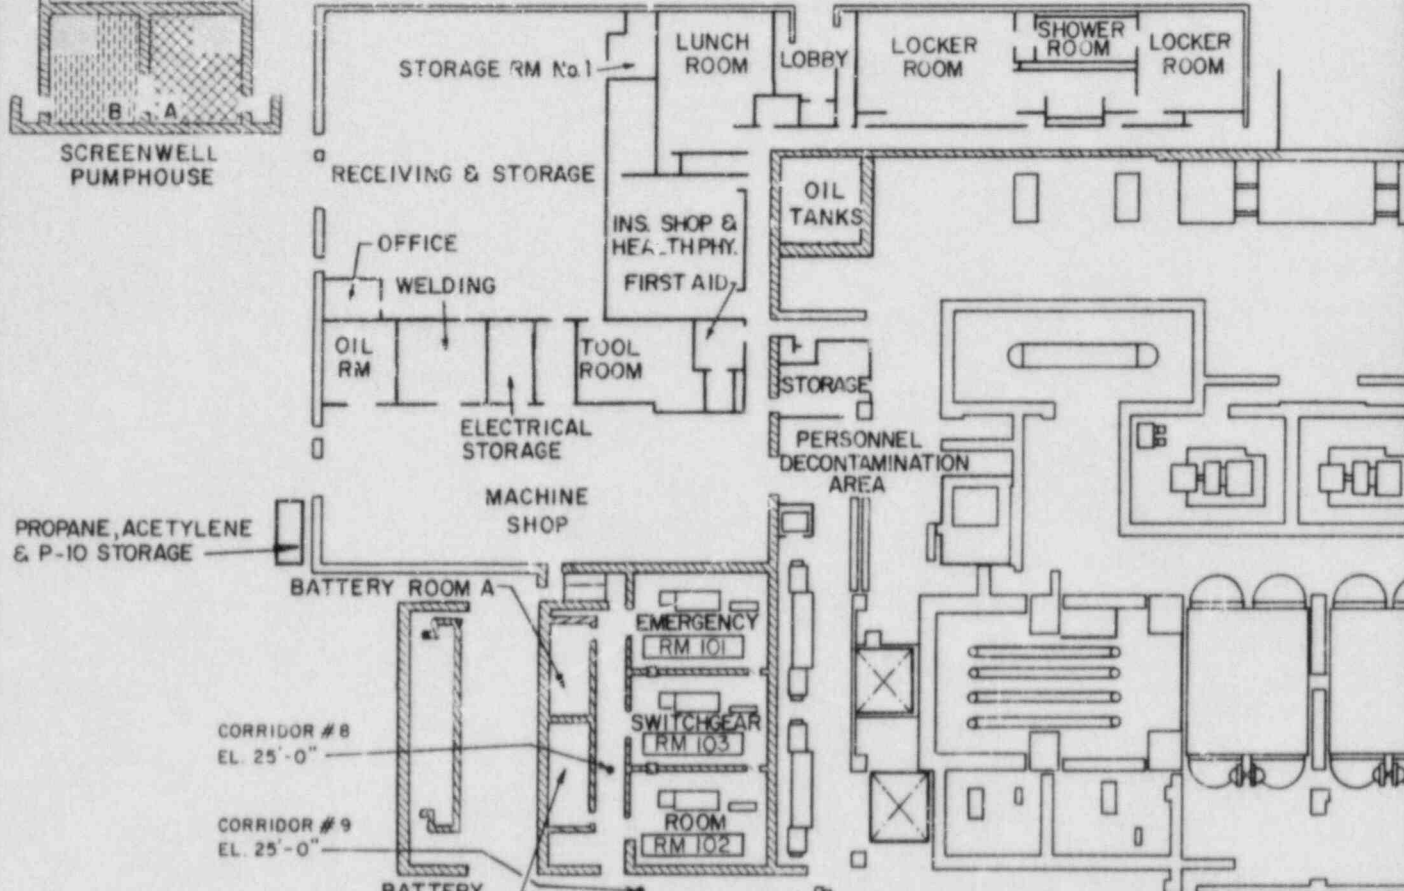 LUNCH
ROOM
LOBBY
LOCKER
ROOM
SHOWER
ROOM
LOCKER
ROOM
STORAGE RM No.1
B A
SCREENWELL
PUMPHOUSE
RECEIVING & STORAGE
OIL
TANKS
INS. SHOP &
HEALTH PHY.
OFFICE
FIRST AID
WELDING
OIL
RM
TOOL
ROOM
STORAGE
ELECTRICAL
STORAGE
PERSONNEL
DECONTAMINATION
AREA
MACHINE
SHOP
PROPANE, ACETYLENE
& P-10 STORAGE
BATTERY ROOM A
EMERGENCY
RM 101
SWITCHGEAR
RM 103
CORRIDOR #8
EL. 25'-0"
ROOM
RM 102
CORRIDOR #9
EL. 25'-0"
BATTERY